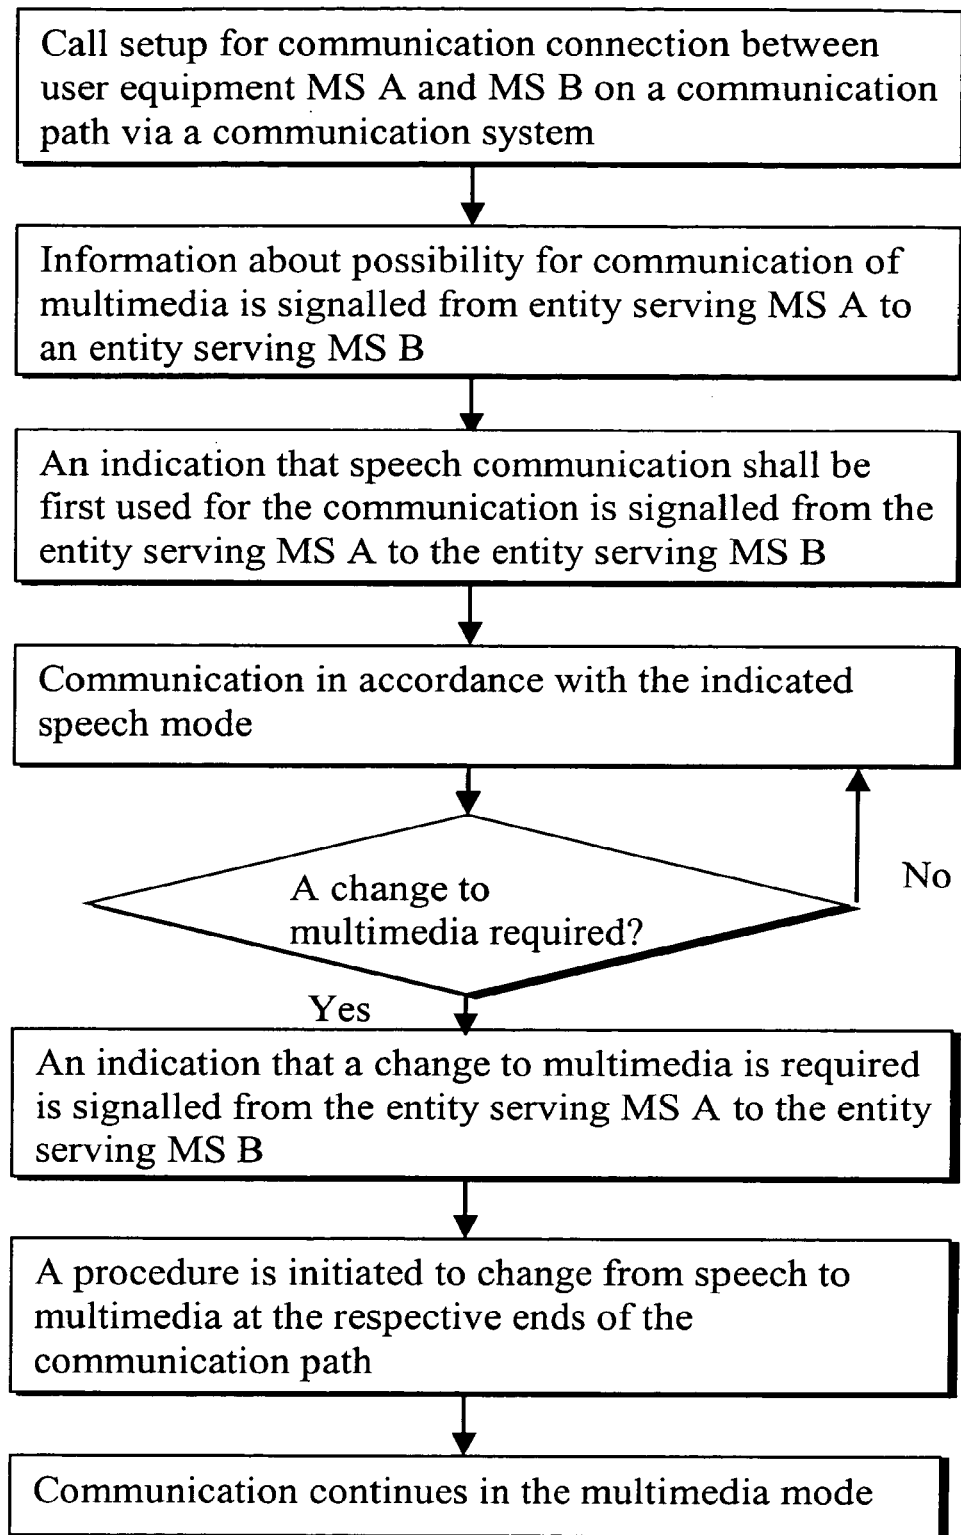 Call setup for communication connection between
user equipment MS A and MS B on a communication
path via a communication system
Information about possibility for communication of
multimedia is signalled from entity serving MS A to
an entity serving MS B
An indication that speech communication shall be
first used for the communication is signalled from the
entity serving MS A to the entity serving MS B
Communication in accordance with the indicated
speech mode
A change to
multimedia required?
No
Yes
An indication that a change to multimedia is required
is signalled from the entity serving MS A to the entity
serving MS B
A procedure is initiated to change from speech to
multimedia at the respective ends of the
communication path
Communication continues in the multimedia mode